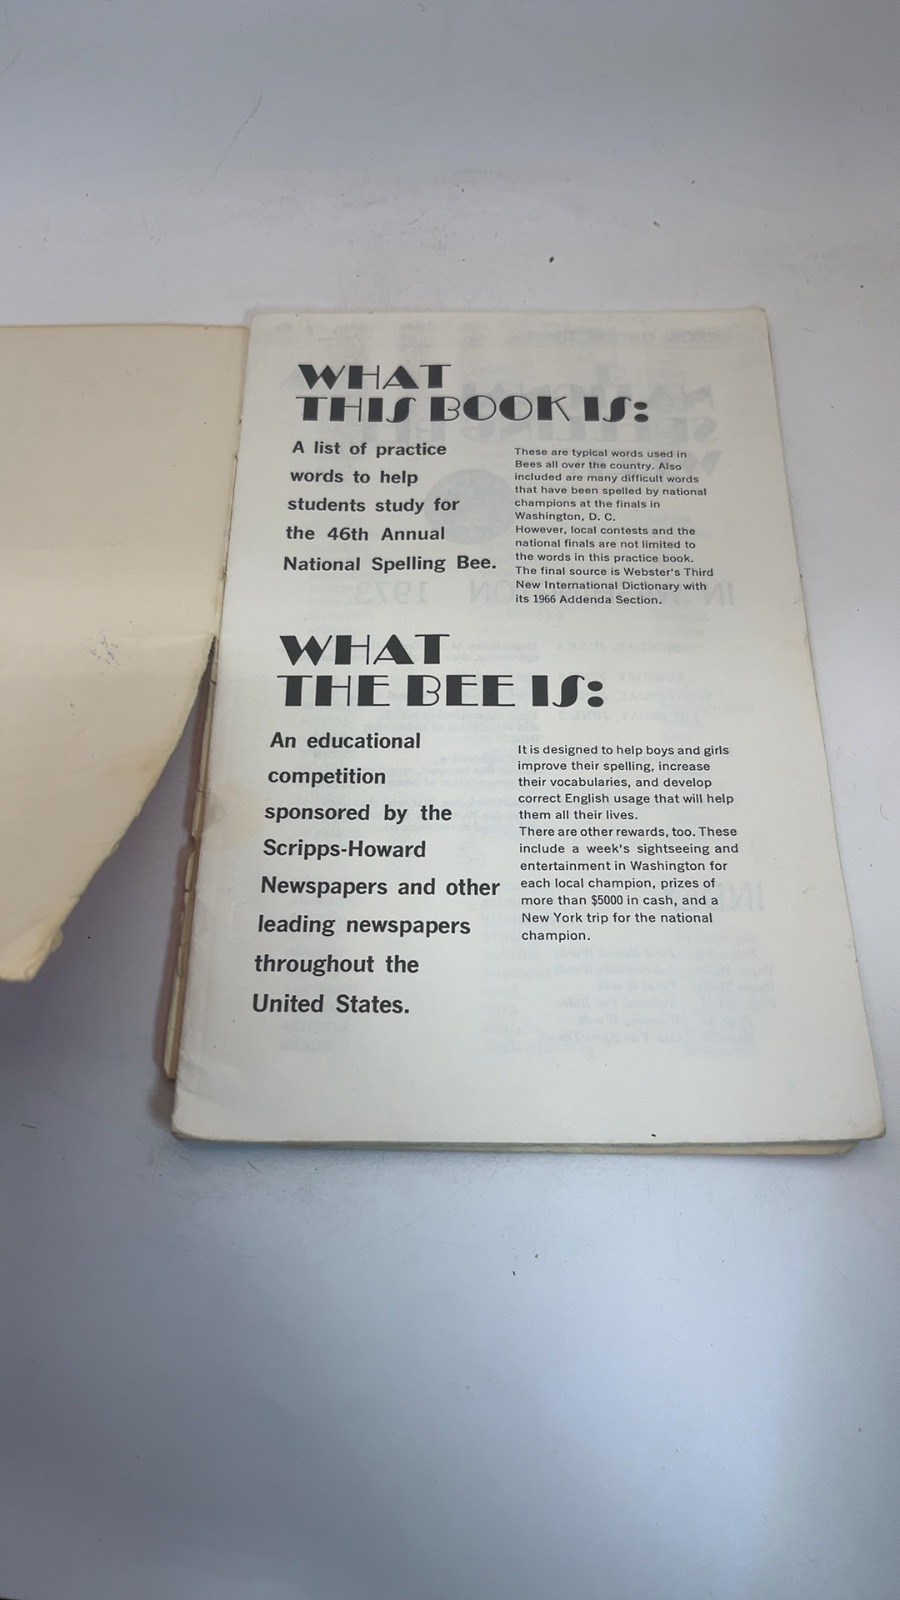 WHAT
THIS BOOK IS:
A list of practice
words to help
students study for
the 46th Annual
National Spelling Bee.
These are typical words used in
Bees all over the country. Also
included are many difficult words
that have been spelled by national
champions at the finals in
Washington, D. C.
However, local contests and the
national finals are not limited to
the words in this practice book.
The final source is Webster's Third
New International Dictionary with
its 1966 Addenda Section.
WHAT
THE BEE IS:
An educational
competition
sponsored by the
Scripps-Howard
Newspapers and other
leading newspapers
throughout the
United States.
It is designed to help boys and girls
improve their spelling, increase
their vocabularies, and develop
correct English usage that will help
them all their lives.
There are other rewards, too. These
include a week's sightseeing and
entertainment in Washington for
each local champion, prizes of
more than $5000 in cash, and a
New York trip for the national
champion.